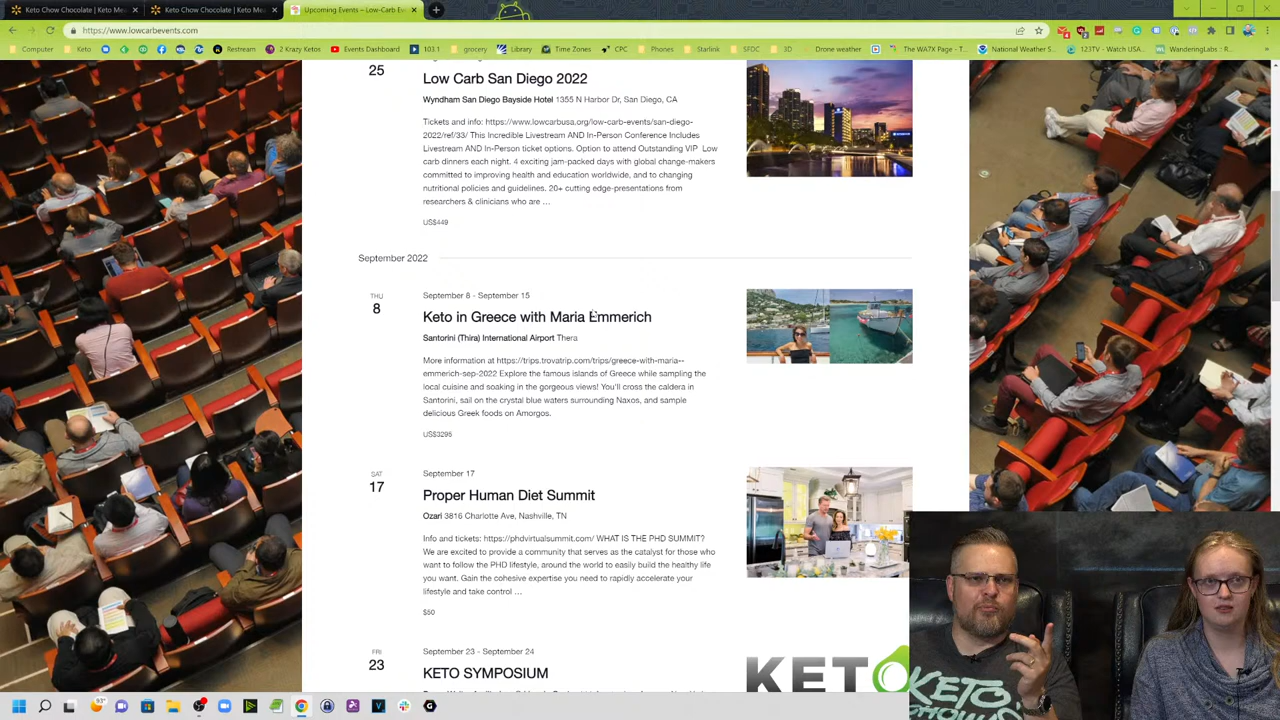 Keto Chow Chocolate | Keto Me
Keto Chow Chocolate | Keto Mea
Upcoming Events – Low-Carb Ev
https://www.lowcarbevents.com
Computer
Keto
Restream
2 Krazy Ketos
Events Dashboard
103.1
grocery
Library
Time Zones
CPC
Phones
Starlink
SFDC
3D
Drone weather
The WA7X Page - T...
National Weather S...
123TV - Watch USA...
WanderingLabs : R...
25
Low Carb San Diego 2022
Wyndham San Diego Bayside Hotel 1355 N Harbor Dr, San Diego, CA
Tickets and info: https://www.lowcarbusa.org/low-carb-events/san-diego-
2022/ref/33/ This Incredible Livestream AND In-Person Conference Includes
Livestream AND In-Person ticket options. Option to attend Outstanding VIP Low
carb dinners each night. 4 exciting jam-packed days with global change-makers
committed to improving health and education worldwide, and to changing
nutritional policies and guidelines. 20+ cutting edge-presentations from
researchers & clinicians who are …
US$449
September 2022
THU
8
September 8 - September 15
Keto in Greece with Maria Emmerich
Santorini (Thira) International Airport Thera
More information at https://trips.trovatrip.com/trips/greece-with-maria--
emmerich-sep-2022 Explore the famous islands of Greece while sampling the
local cuisine and soaking in the gorgeous views! You'll cross the caldera in
Santorini, sail on the crystal blue waters surrounding Naxos, and sample
delicious Greek foods on Amorgos.
US$3295
SAT
17
September 17
Proper Human Diet Summit
Ozari 3816 Charlotte Ave, Nashville, TN
Info and tickets: https://phdvirtualsummit.com/ WHAT IS THE PHD SUMMIT?
We are excited to provide a community that serves as the catalyst for those who
want to follow the PHD lifestyle, around the world to easily build the healthy life
you want. Gain the cohesive expertise you need to rapidly accelerate your
lifestyle and take control …
$50
FRI
23
September 23 - September 24
KETO SYMPOSIUM
KETO
KETO
93°